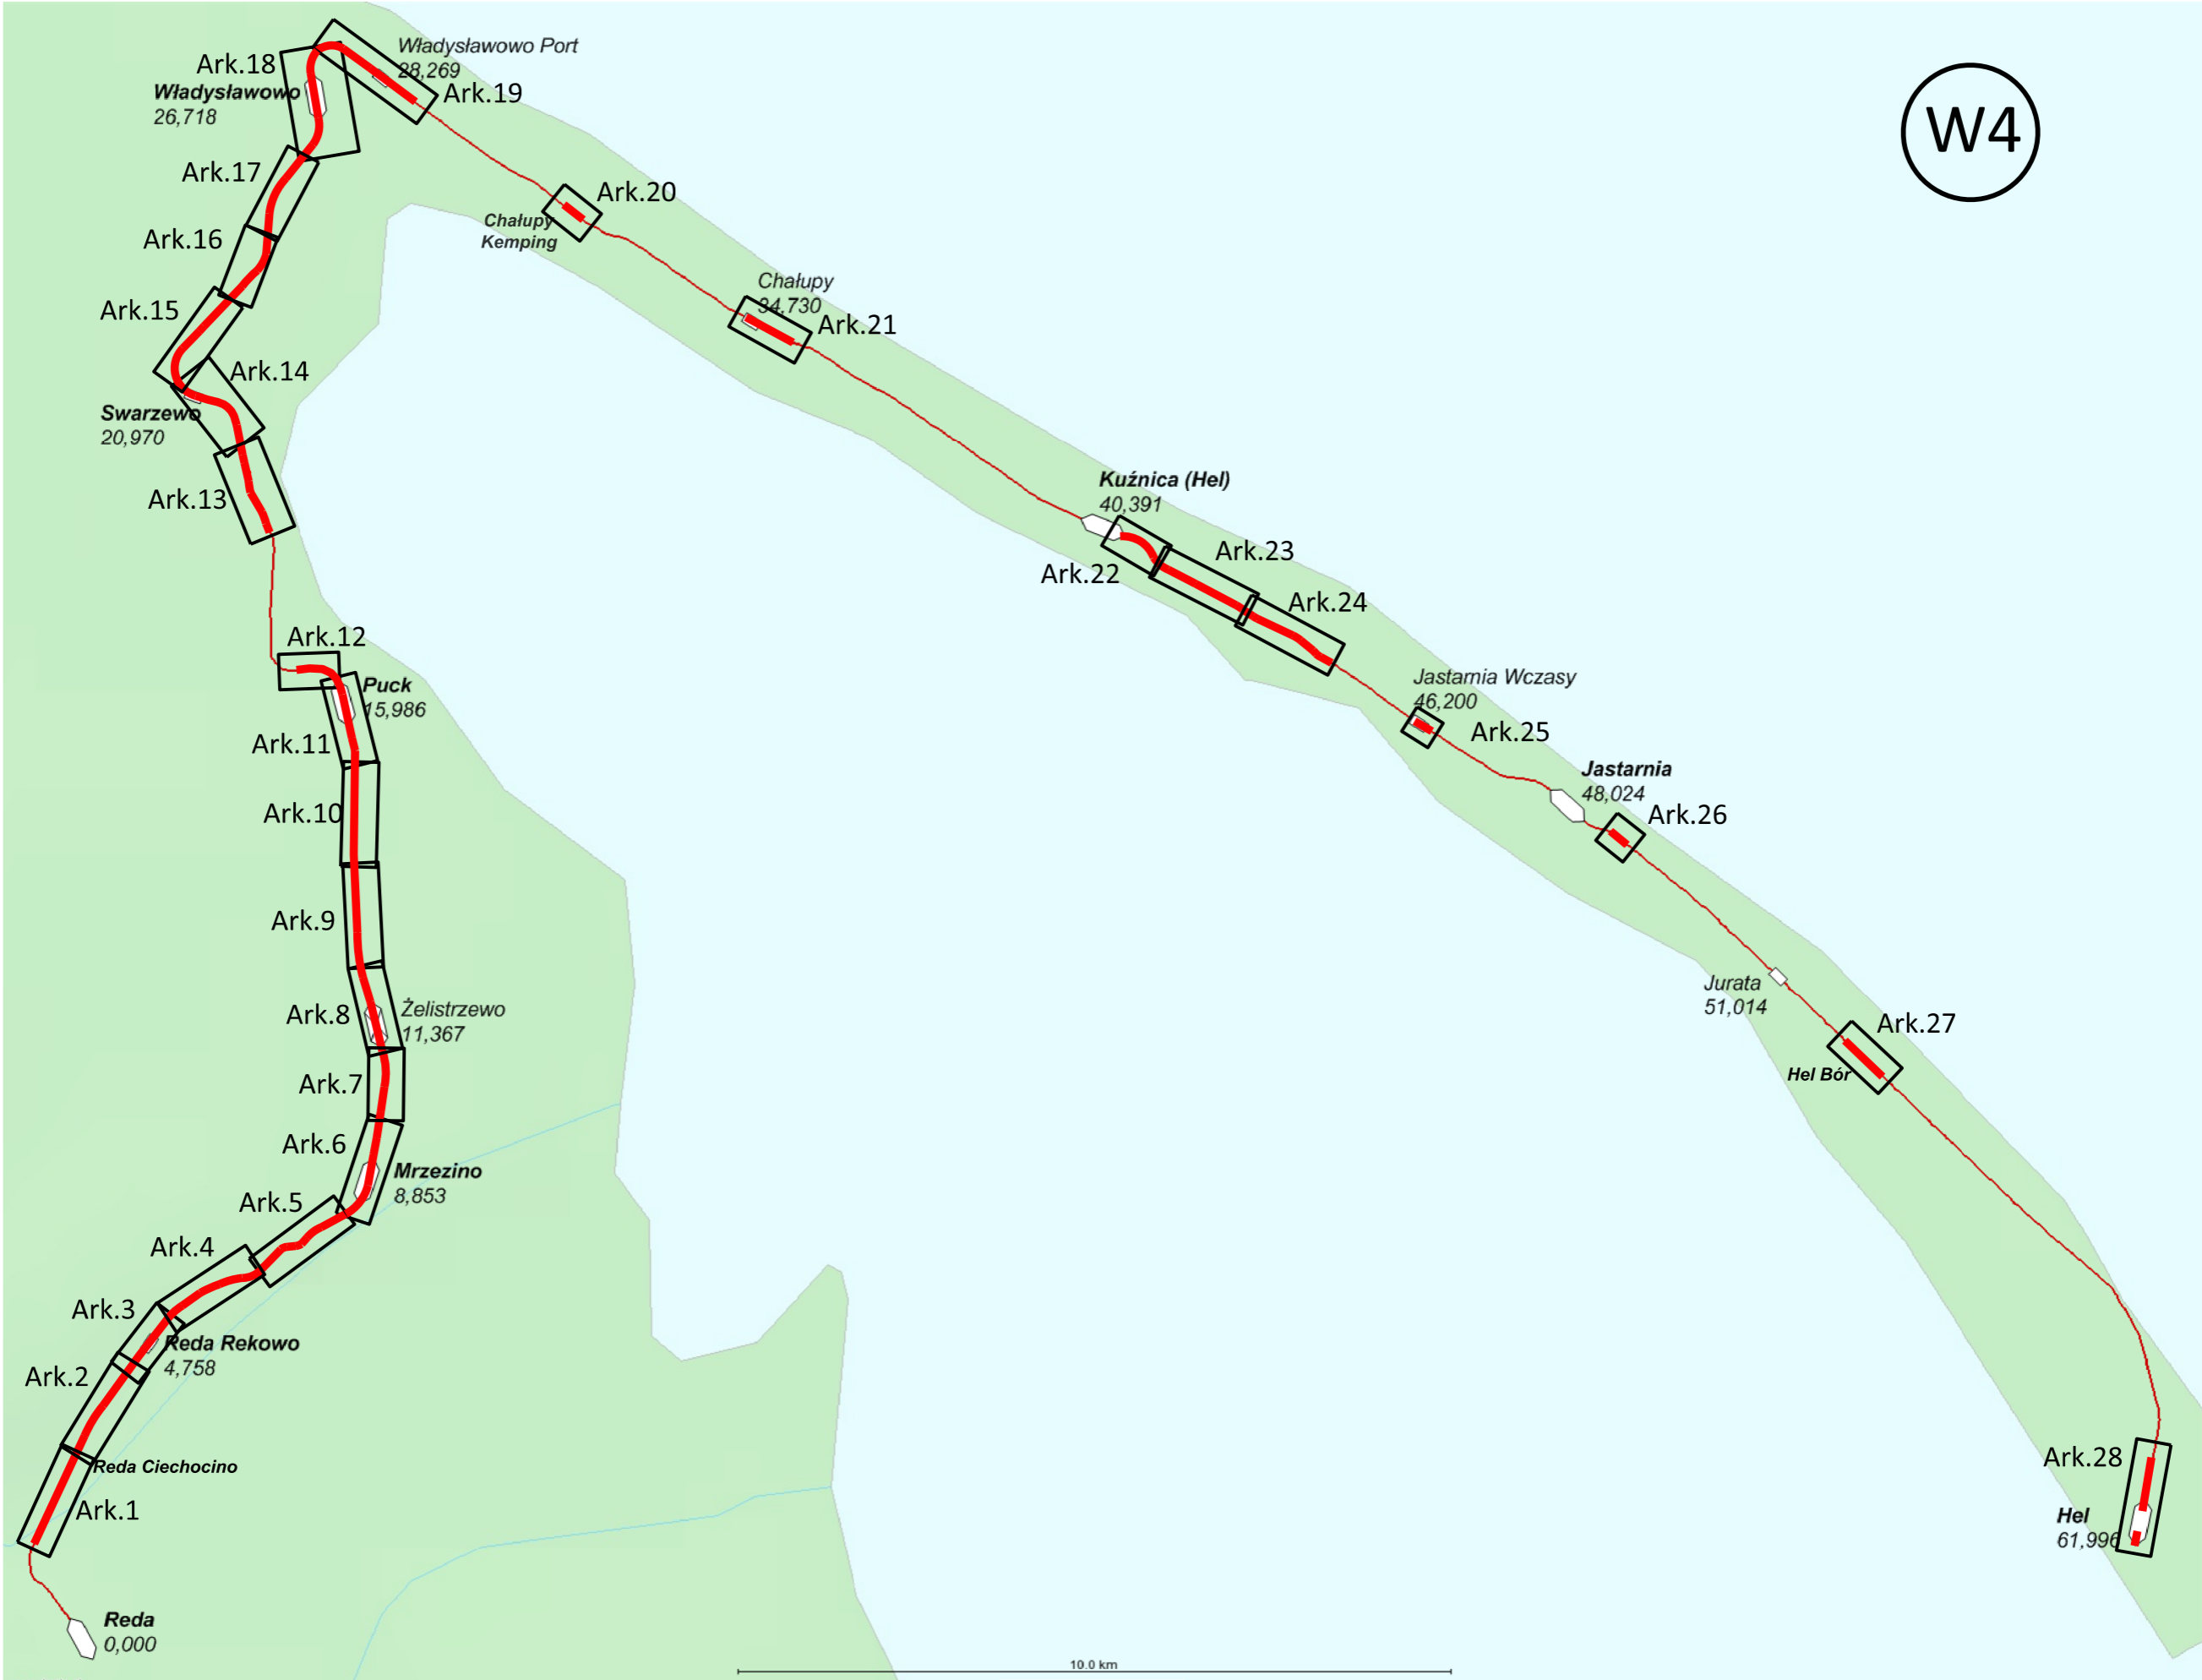 Ark.18
Władysławowo
26,718
Władysławowo Port
28,269
Ark.19
W4
Ark.17
Ark.20
Chałupy
Kemping
Ark.16
Chałupy
34,730
Ark.21
Ark.15
Ark.14
Swarzewo
20,970
Ark.13
Kuźnica (Hel)
40,391
Ark.22
Ark.23
Ark.24
Ark.12
Puck
15,986
Jastarnia Wczasy
46,200
Ark.25
Ark.11
Jastarnia
48,024
Ark.26
Ark.10
Ark.9
Jurata
51,014
Ark.8
Żelistrzewo
11,367
Ark.27
Hel Bór
Ark.7
Ark.6
Mrzezino
8,853
Ark.5
Ark.4
Ark.3
Reda Rekowo
4,758
Ark.2
Reda Ciechocino
Ark.1
Ark.28
Hel
61,996
Reda
0,000
10.0 km